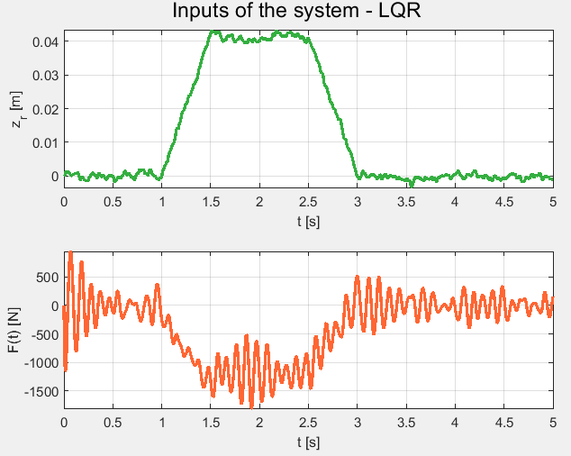 Inputs of the system - LQR
0.04
0.03
0.02
0.01
0
z_r [m]
0 0.5 1 1.5 2 2.5 3 3.5 4 4.5 5
t [s]
500
0
-500
-1000
-1500
F(t) [N]
0 0.5 1 1.5 2 2.5 3 3.5 4 4.5 5
t [s]